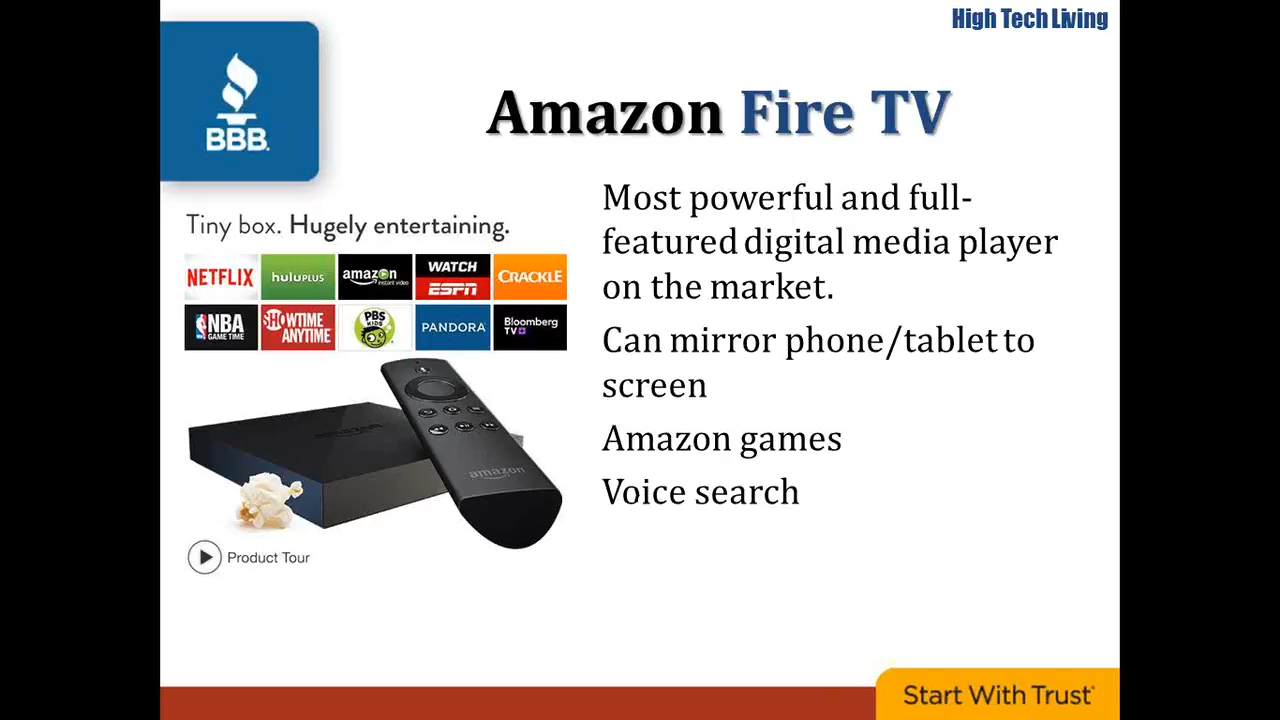 High Tech Living
BBB.
Amazon Fire TV
Tiny box. Hugely entertaining.
NETFLIX
huluPLUS
amazon
instant video
WATCH
ESPN
CRACKLE
NBA
GAME TIME
SHOWTIME
ANYTIME
PBS
KIDS
PANDORA
Bloomberg
TV+
amazon
Product Tour
Most powerful and full-
featured digital media player
on the market.
Can mirror phone/tablet to
screen
Amazon games
Voice search
Start With Trust®